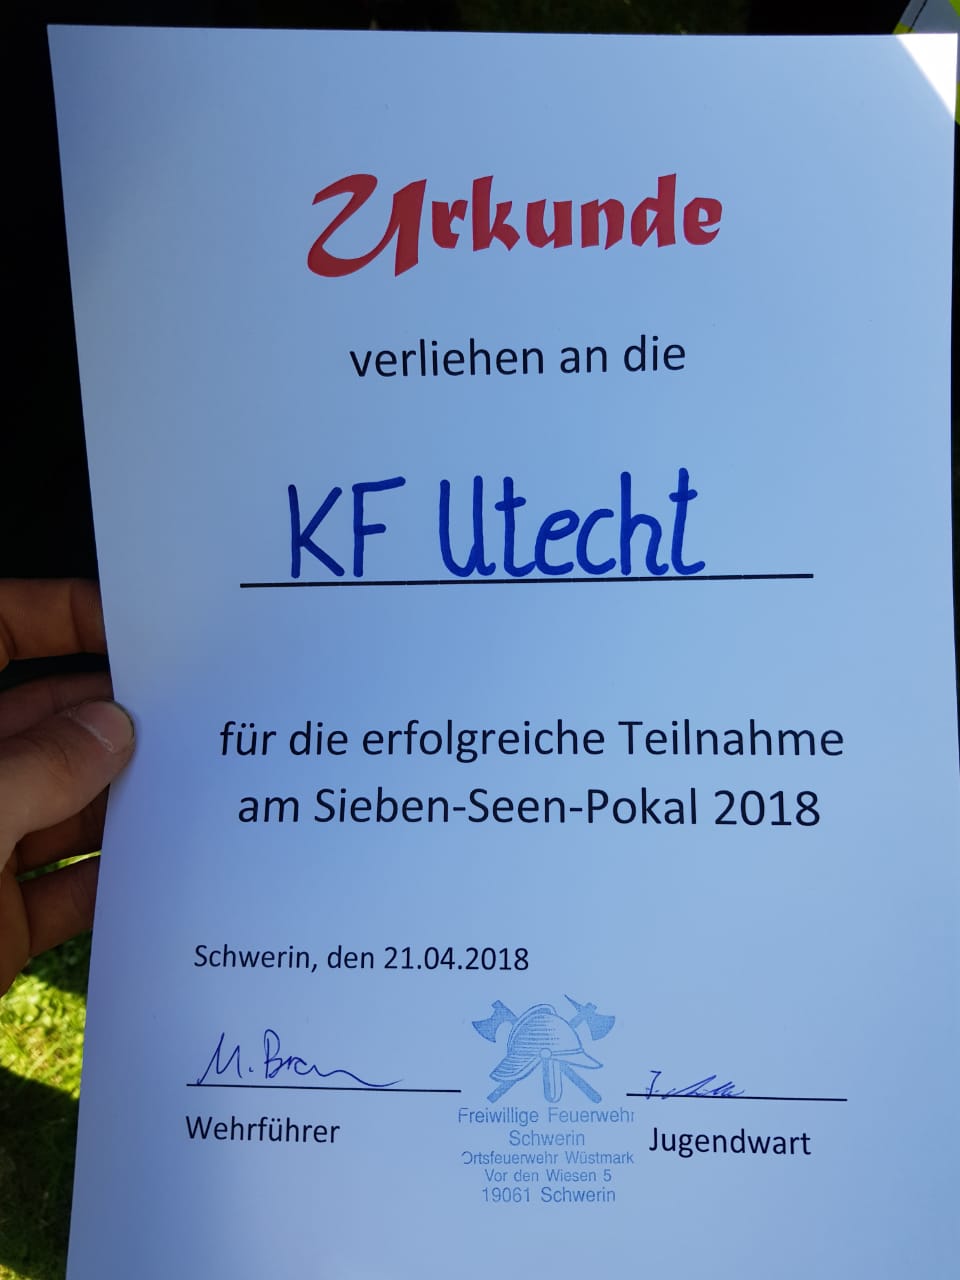 Urkunde
verliehen an die
KF Utecht
für die erfolgreiche Teilnahme
am Sieben-Seen-Pokal 2018
Schwerin, den 21.04.2018
M.
Wehrführer
Freiwillige Feuerwehr
Schwerin
Ortsfeuerwehr Wüstmark
Vor den Wiesen 5
19061 Schwerin
Jugendwart